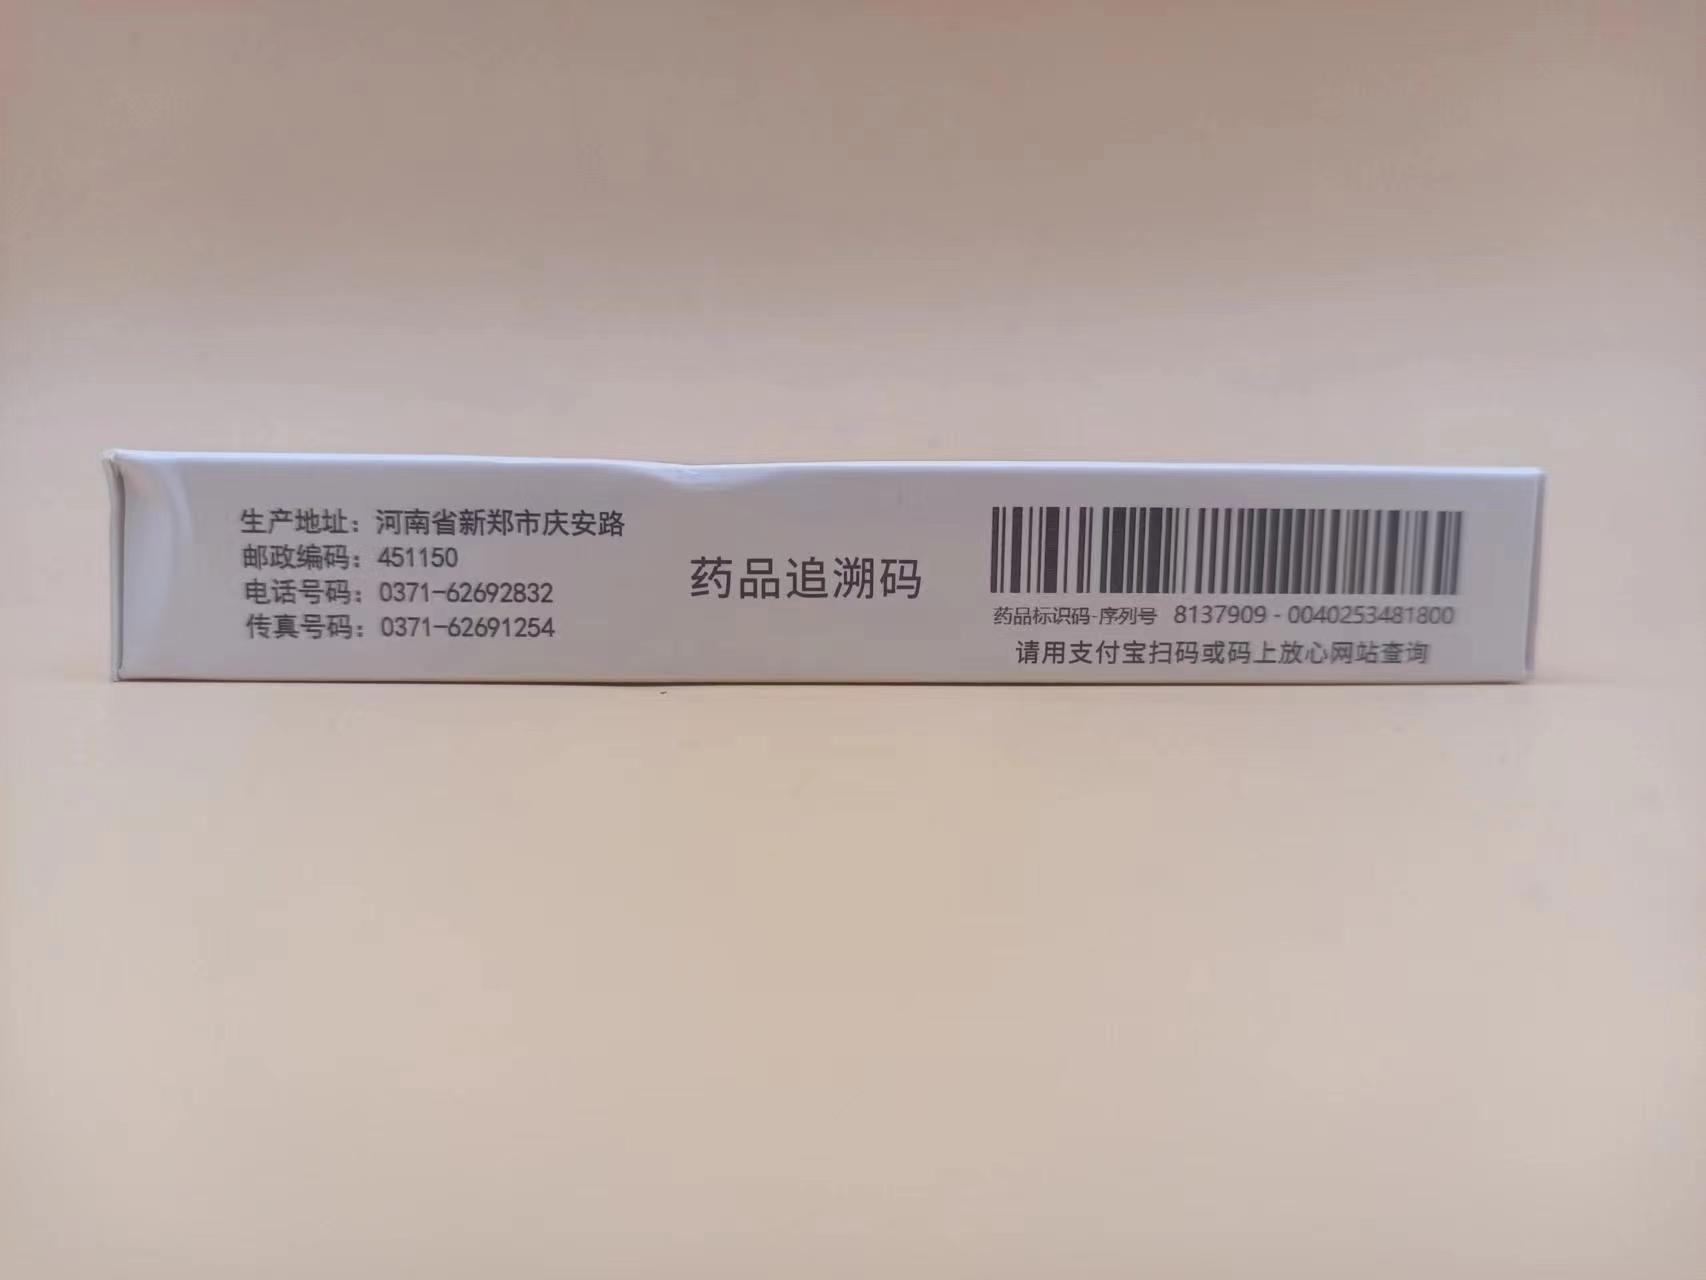 生产地址：河南省新郑市庆安路
邮政编码：451150
电话号码：0371-62692832
传真号码：0371-62691254
药品追溯码
药品标识码-序列号 8137909 - 0040253481800
请用支付宝扫码或码上放心网站查询